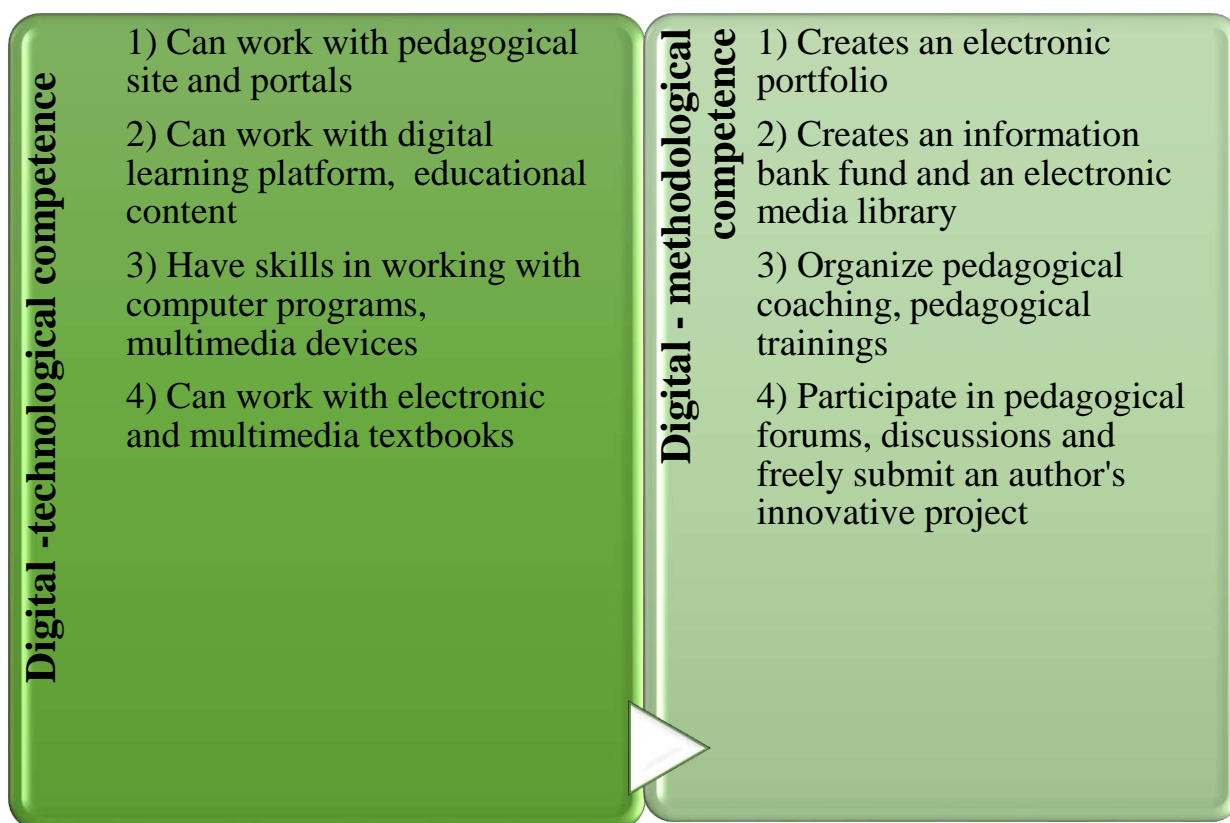 Digital -technological competence
1) Can work with pedagogical
site and portals
2) Can work with digital
learning platform, educational
content
3) Have skills in working with
computer programs,
multimedia devices
4) Can work with electronic
and multimedia textbooks
Digital - methodological
competence
1) Creates an electronic
portfolio
2) Creates an information
bank fund and an electronic
media library
3) Organize pedagogical
coaching, pedagogical
trainings
4) Participate in pedagogical
forums, discussions and
freely submit an author's
innovative project